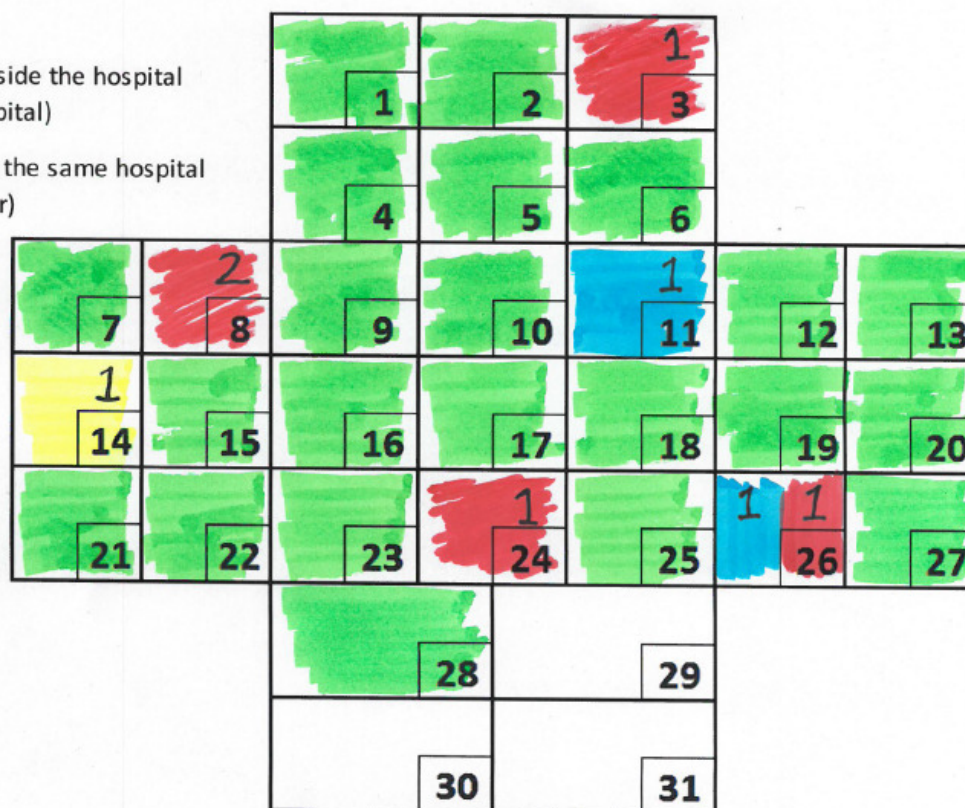 side the hospital
pital)
the same hospital
r)
1 2 1 3
4 5 6
7 2 8 9 10 1 11 12 13
1 14 15 16 17 18 19 20
21 22 23 1 24 25 1 1 26 27
28 29
30 31